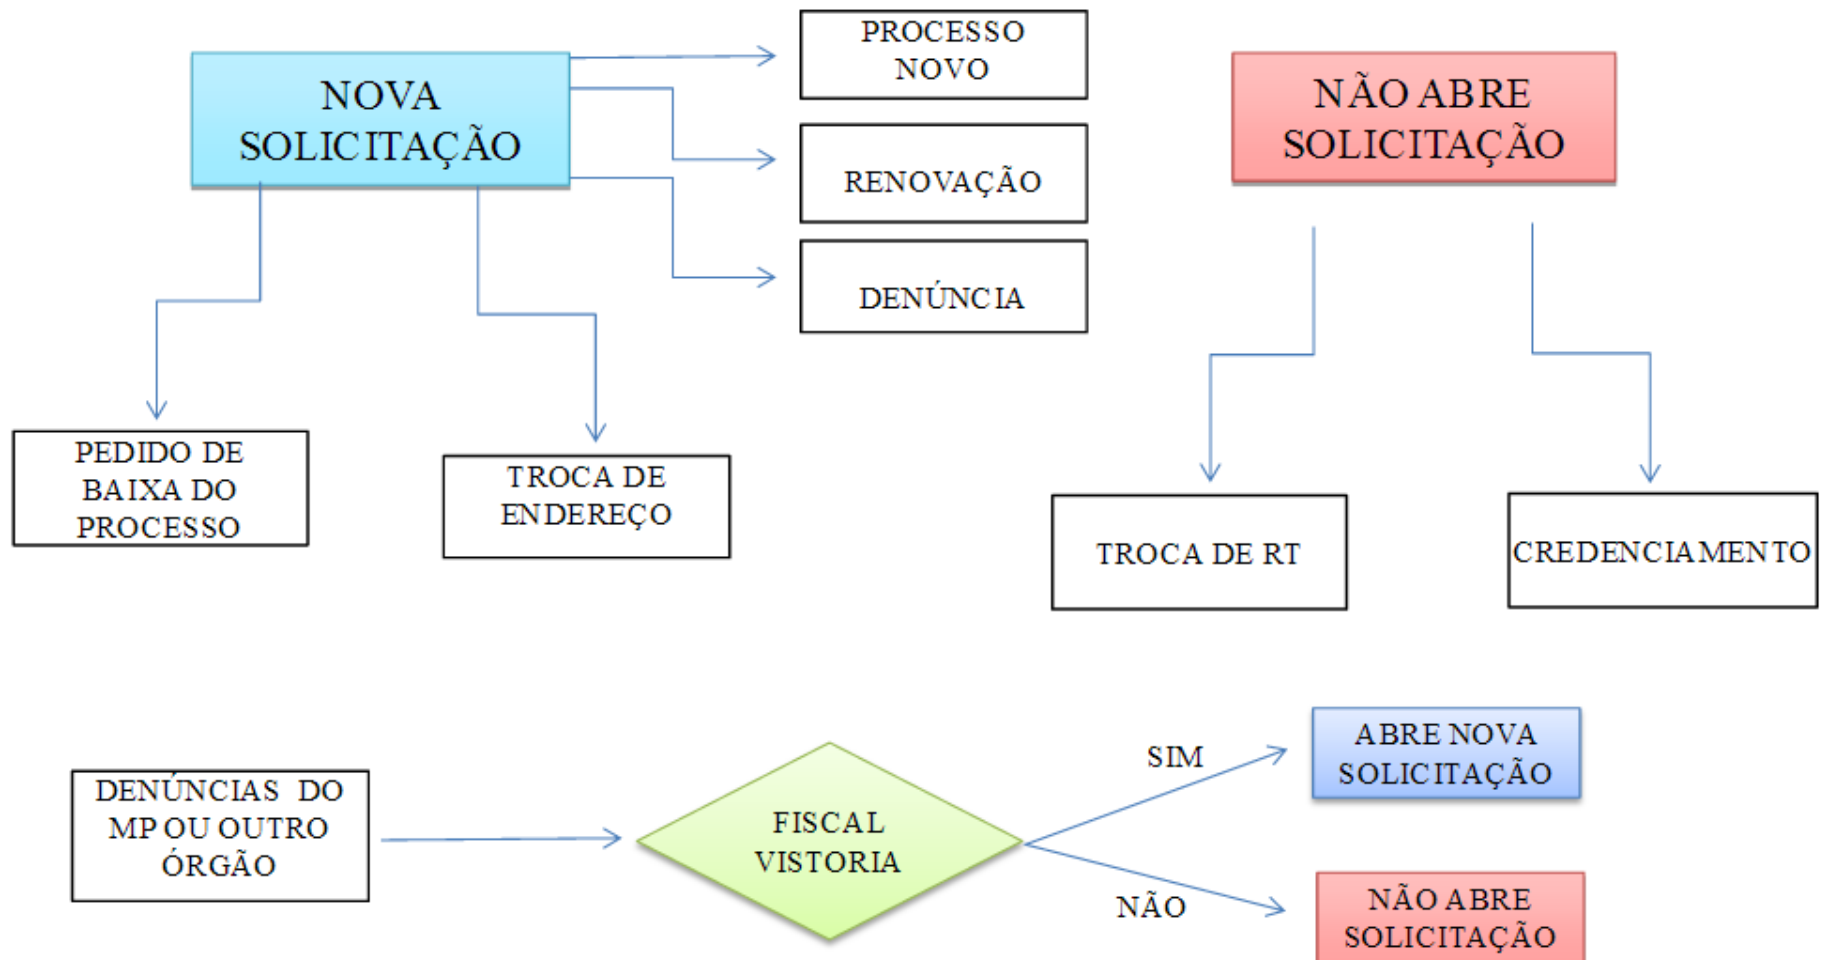 NOVA
SOLICITAÇÃO
PROCESSO
NOVO
RENOVAÇÃO
DENÚNCIA
PEDIDO DE
BAIXA DO
PROCESSO
TROCA DE
ENDEREÇO
NÃO ABRE
SOLICITAÇÃO
TROCA DE RT
CREDENCIAMENTO
DENÚNCIAS DO
MP OU OUTRO
ÓRGÃO
FISCAL
VISTORIA
SIM
ABRE NOVA
SOLICITAÇÃO
NÃO
NÃO ABRE
SOLICITAÇÃO